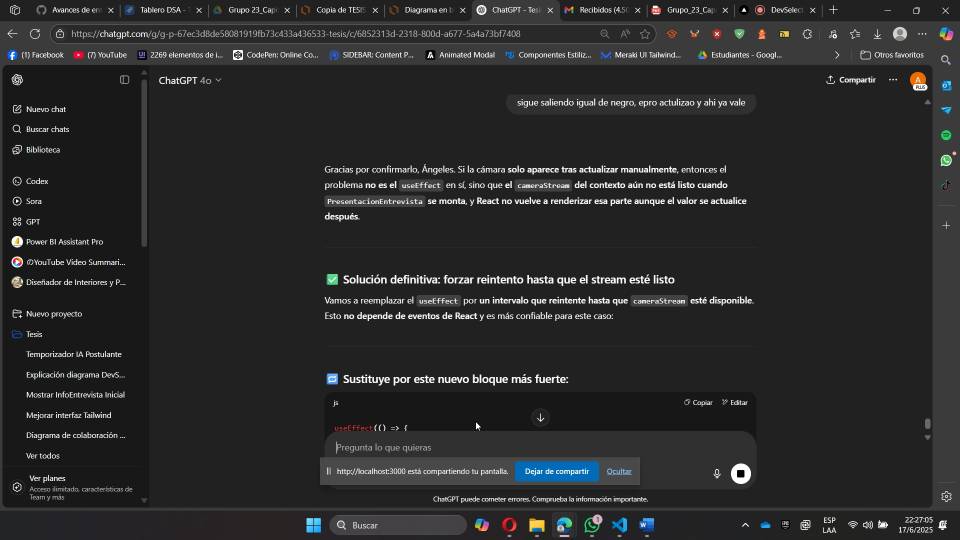 Avances de en
Tablero DSA - T
Grupo 23_Capo
Copia de TESIS
Diagrama en b
ChatGPT - Tesi
Recibidos (4.50
Grupo_23_Capo
DevSelect
https://chatgpt.com/g/g-p-67ec3d8de58081919fb73c433a436533-tesis/c/6852313d-2318-800d-a677-5a4a73bf7408
(1) Facebook
(7) YouTube
2269 elementos de i...
CodePen: Online Co...
SIDEBAR: Content P...
Animated Modal
Componentes Estiliz...
Meraki UI Tailwind...
Estudiantes - Googl...
Otros favoritos
ChatGPT 4o
Compartir
PLUS
Nuevo chat
Buscar chats
Biblioteca
Codex
Sora
GPT
Power BI Assistant Pro
YouTube Video Summari...
Diseñador de Interiores y P...
Nuevo proyecto
Tesis
Temporizador IA Postulante
Explicación diagrama DevS...
Mostrar InfoEntrevista Inicial
Mejorar interfaz Tailwind
Diagrama de colaboración ...
Ver todos
Ver planes
Acceso ilimitado, características de
Team y más
sigue saliendo igual de negro, epro actulizao y ahi ya vale
Gracias por confirmarlo, Ángeles. Si la cámara solo aparece tras actualizar manualmente, entonces el
problema no es el useEffect en sí, sino que el cameraStream del contexto aún no está listo cuando
PresentacionEntrevista se monta, y React no vuelve a renderizar esa parte aunque el valor se actualice
después.
Solución definitiva: forzar reintento hasta que el stream esté listo
Vamos a reemplazar el useEffect por un intervalo que reintente hasta que cameraStream esté disponible.
Esto no depende de eventos de React y es más confiable para este caso:
Sustituye por este nuevo bloque más fuerte:
js
Copiar
Editar
useEffect(() => {
Pregunta lo que quieras
http://localhost:3000 está compartiendo tu pantalla.
Dejar de compartir
Ocultar
ChatGPT puede cometer errores. Comprueba la información importante.
Buscar
ESP
LAA
22:27:05
17/6/2025